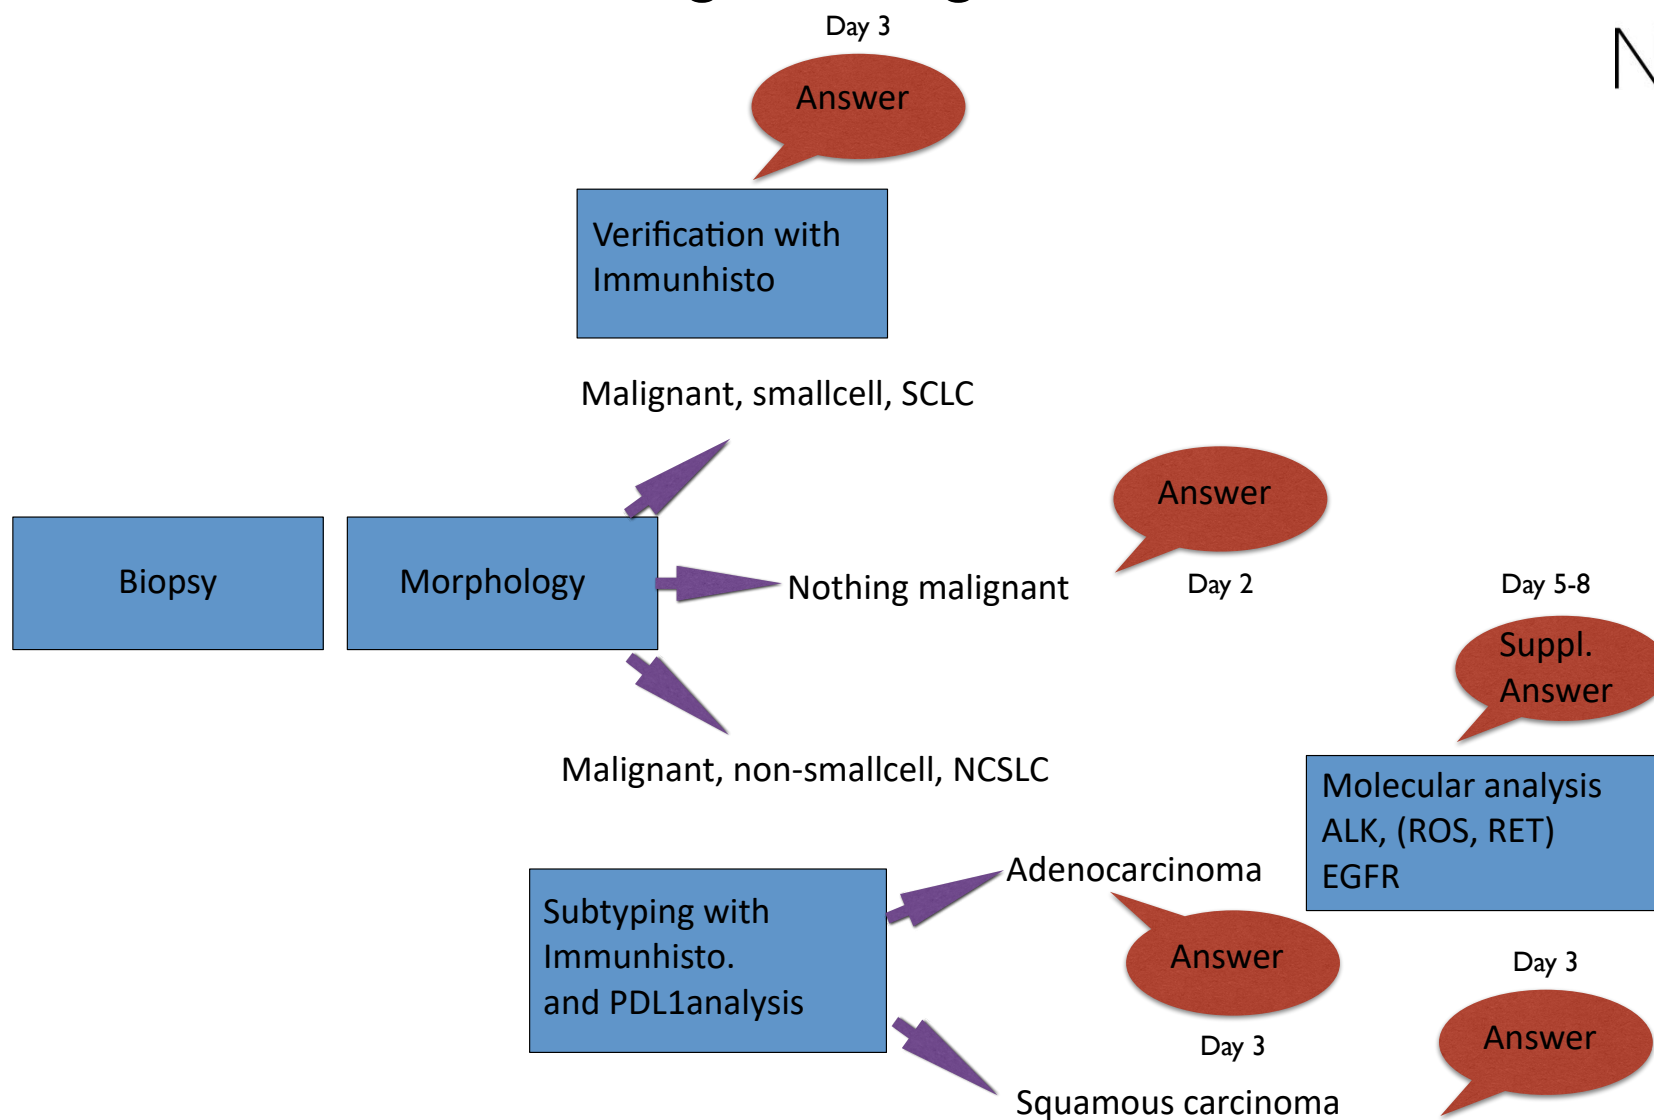 Day 3
Answer
Verification with
Immunhisto
Malignant, smallcell, SCLC
Answer
Biopsy
Morphology
Nothing malignant
Day 2
Day 5-8
Suppl.
Answer
Malignant, non-smallcell, NCSLC
Molecular analysis
ALK, (ROS, RET)
EGFR
Adenocarcinoma
Subtyping with
Immunhisto.
and PDL1analysis
Answer
Day 3
Day 3
Answer
Squamous carcinoma